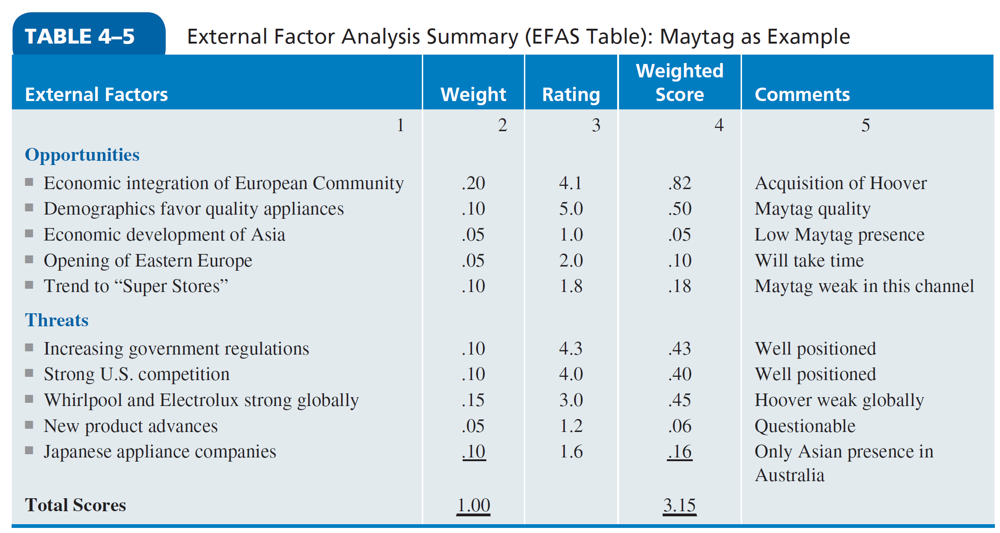 TABLE 4–5 External Factor Analysis Summary (EFAS Table): Maytag as Example
External Factors Weight Rating Weighted Score Comments
1 2 3 4 5
Opportunities
■ Economic integration of European Community .20 4.1 .82 Acquisition of Hoover
■ Demographics favor quality appliances .10 5.0 .50 Maytag quality
■ Economic development of Asia .05 1.0 .05 Low Maytag presence
■ Opening of Eastern Europe .05 2.0 .10 Will take time
■ Trend to “Super Stores” .10 1.8 .18 Maytag weak in this channel
Threats
■ Increasing government regulations .10 4.3 .43 Well positioned
■ Strong U.S. competition .10 4.0 .40 Well positioned
■ Whirlpool and Electrolux strong globally .15 3.0 .45 Hoover weak globally
■ New product advances .05 1.2 .06 Questionable
■ Japanese appliance companies .10 1.6 .16 Only Asian presence in
Australia
Total Scores 1.00 3.15